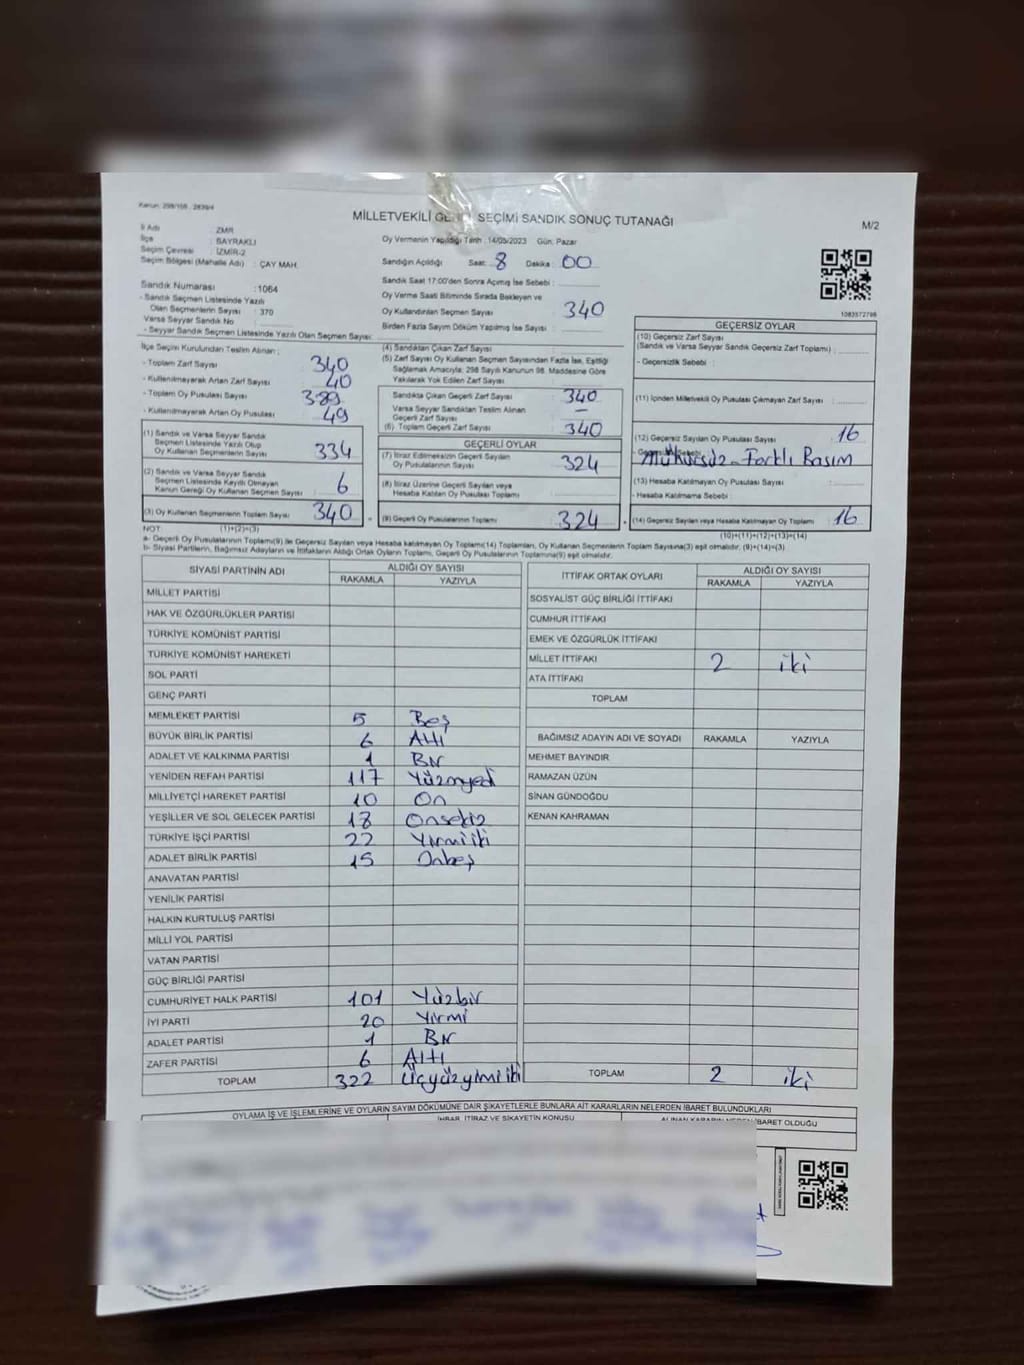 Kanun: 298/105 , 2839/4
MİLLETVEKİLİ SEÇİMİ SANDIK SONUÇ TUTANAĞI
M/2
İl Adı : ZMR
İlçe : BAYRAKLI
Seçim Çevresi : İZMİR-2
Seçim Bölgesi (Mahalle Adı) : ÇAY MAH.
Oy Vermenin Yapıldığı Tarih : 14/05/2023 Gün: Pazar
Sandığın Açıldığı Saat: 8 Dakika : 00
Sandık Saat 17:00'den Sonra Açılmış İse Sebebi :
Sandık Numarası : 1064
- Sandık Seçmen Listesinde Yazılı
Olan Seçmenlerin Sayısı : 370
Varsa Seyyar Sandık No :
- Seyyar Sandık Seçmen Listesinde Yazılı Olan Seçmen Sayısı:
Oy Verme Saati Bitiminde Sırada Bekleyen ve
Oy Kullandırılan Seçmen Sayısı : 340
Birden Fazla Sayım Döküm Yapılmış İse Sayısı :
1083572798
İlçe Seçim Kurulundan Teslim Alınan :
- Toplam Zarf Sayısı : 340
- Kullanılmayarak Artan Zarf Sayısı : 40
- Toplam Oy Pusulası Sayısı : 389
- Kullanılmayarak Artan Oy Pusulası : 49
(1) Sandık ve Varsa Seyyar Sandık
Seçmen Listesinde Yazılı Olup
Oy Kullanan Seçmenlerin Sayısı : 334
(2) Sandık ve Varsa Seyyar Sandık
Seçmen Listesinde Kayıtlı Olmayan
Kanun Gereği Oy Kullanan Seçmen Sayısı : 6
(3) Oy Kullanan Seçmenlerin Toplam Sayısı : 340
(4) Sandıktan Çıkan Zarf Sayısı :
(5) Zarf Sayısı Oy Kullanan Seçmen Sayısından Fazla İse, Eşitliği
Sağlamak Amacıyla; 298 Sayılı Kanunun 98. Maddesine Göre
Yakılarak Yok Edilen Zarf Sayısı :
Sandıkta Çıkan Geçerli Zarf Sayısı : 340
Varsa Seyyar Sandıktan Teslim Alınan
Geçerli Zarf Sayısı : –
(6) Toplam Geçerli Zarf Sayısı : 340
GEÇERLİ OYLAR
(7) İtiraz Edilmeksizin Geçerli Sayılan
Oy Pusulalarının Sayısı : 324
(8) İtiraz Üzerine Geçerli Sayılan veya
Hesaba Katılan Oy Pusulası Toplamı :
(9) Geçerli Oy Pusulalarının Toplamı : 324
GEÇERSİZ OYLAR
(10) Geçersiz Zarf Sayısı
(Sandık ve Varsa Seyyar Sandık Geçersiz Zarf Toplamı) :
- Geçersizlik Sebebi :
(11) İçinden Milletvekili Oy Pusulası Çıkmayan Zarf Sayısı :
(12) Geçersiz Sayılan Oy Pusulası Sayısı : 16
Mühürsüz - Farklı Basım
(13) Hesaba Katılmayan Oy Pusulası Sayısı :
- Hesaba Katılmama Sebebi :
(14) Geçersiz Sayılan veya Hesaba Katılmayan Oy Toplamı : 16
NOT: (1)+(2)=(3)
(10)+(11)+(12)+(13)=(14)
a- Geçerli Oy Pusulaları Toplamı(9) ile Geçersiz Sayılan veya Hesaba Katılmayan Oy Toplamı(14) Toplamları, Oy Kullanan Seçmenlerin Toplam Sayısına(3) eşit olmalıdır. (9)+(14)=(3)
b- Siyasi Partilerin, Bağımsız Adayların ve İttifakların Aldığı Ortak Oyların Toplamı, Geçerli Oy Pusulalarının Toplamına(9) eşit olmalıdır.
SİYASİ PARTİNİN ADI
ALDIĞI OY SAYISI
RAKAMLA YAZIYLA
MİLLET PARTİSİ
HAK VE ÖZGÜRLÜKLER PARTİSİ
TÜRKİYE KOMÜNİST PARTİSİ
TÜRKİYE KOMÜNİST HAREKETİ
SOL PARTİ
GENÇ PARTİ
MEMLEKET PARTİSİ 5 Beş
BÜYÜK BİRLİK PARTİSİ 6 Altı
ADALET VE KALKINMA PARTİSİ 1 Bir
YENİDEN REFAH PARTİSİ 117 Yüzonyedi
MİLLİYETÇİ HAREKET PARTİSİ 10 On
YEŞİLLER VE SOL GELECEK PARTİSİ 18 Onsekiz
TÜRKİYE İŞÇİ PARTİSİ 22 Yirmi iki
ADALET BİRLİK PARTİSİ 15 Onbeş
ANAVATAN PARTİSİ
YENİLİK PARTİSİ
HALKIN KURTULUŞ PARTİSİ
MİLLİ YOL PARTİSİ
VATAN PARTİSİ
GÜÇ BİRLİĞİ PARTİSİ
CUMHURİYET HALK PARTİSİ 101 Yüzbir
İYİ PARTİ 20 Yirmi
ADALET PARTİSİ 1 Bir
ZAFER PARTİSİ 6 Altı
TOPLAM 322 Üçyüzyirmi iki
İTTİFAK ORTAK OYLARI
ALDIĞI OY SAYISI
RAKAMLA YAZIYLA
SOSYALİST GÜÇ BİRLİĞİ İTTİFAKI
CUMHUR İTTİFAKI
EMEK VE ÖZGÜRLÜK İTTİFAKI
MİLLET İTTİFAKI 2 iki
ATA İTTİFAKI
TOPLAM
BAĞIMSIZ ADAYIN ADI VE SOYADI RAKAMLA YAZIYLA
MEHMET BAYINDIR
RAMAZAN ÜZÜN
SİNAN GÜNDOĞDU
KENAN KAHRAMAN
TOPLAM 2 iki
OYLAMA İŞ VE İŞLEMLERİNE VE OYLARIN SAYIM DÖKÜMÜNE DAİR ŞİKAYETLERLE BUNLARA AİT KARARLARIN NELERDEN İBARET BULUNDUKLARI
İHBAR, İTİRAZ VE ŞİKAYETİN KONUSU
ALINAN KARARIN NEDEN İBARET OLDUĞU